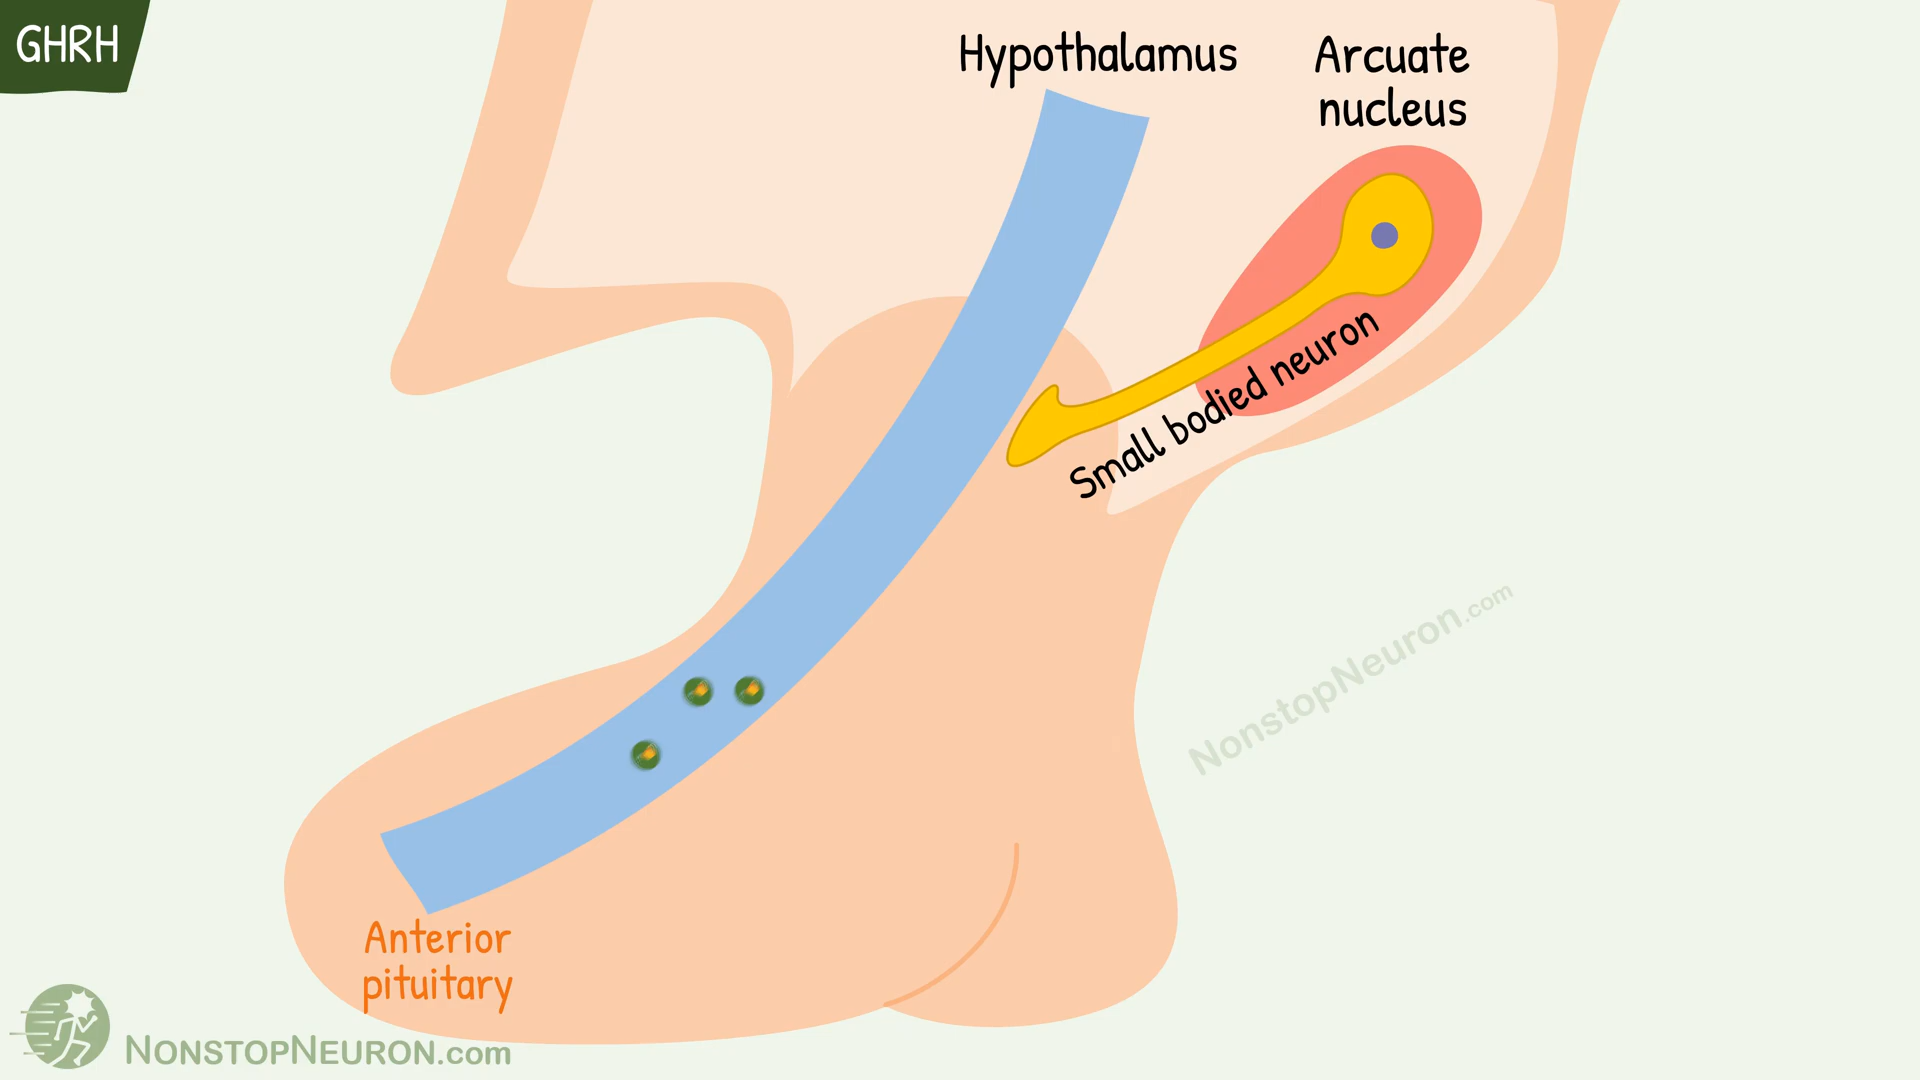 GHRH
Hypothalamus
Arcuate
nucleus
Small bodied neuron
NonstopNeuron.com
Anterior
pituitary
NONSTOPNEURON.com